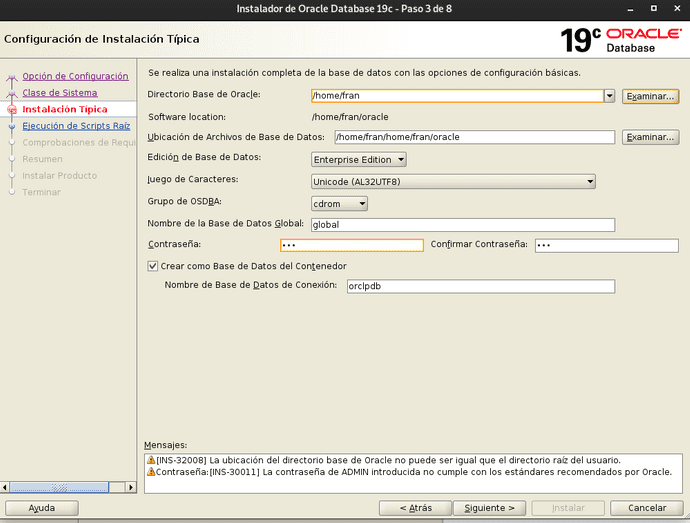 Instalador de Oracle Database 19c - Paso 3 de 8
Configuración de Instalación Típica
19c ORACLE
Database
Opción de Configuración
Clase de Sistema
Instalación Típica
Ejecución de Scripts Raíz
Comprobaciones de Requi
Resumen
Instalar Producto
Terminar
Se realiza una instalación completa de la base de datos con las opciones de configuración básicas.
Directorio Base de Oracle: /home/fran Examinar...
Software location: /home/fran/oracle
Ubicación de Archivos de Base de Datos: /home/fran/home/fran/oracle Examinar...
Edición de Base de Datos: Enterprise Edition
Juego de Caracteres: Unicode (AL32UTF8)
Grupo de OSDBA: cdrom
Nombre de la Base de Datos Global: global
Contraseña: ••• Confirmar Contraseña: •••
Crear como Base de Datos del Contenedor
Nombre de Base de Datos de Conexión: orclpdb
Mensajes:
[INS-32008] La ubicación del directorio base de Oracle no puede ser igual que el directorio raíz del usuario.
Contraseña:[INS-30011] La contraseña de ADMIN introducida no cumple con los estándares recomendados por Oracle.
Ayuda < Atrás Siguiente > Instalar Cancelar